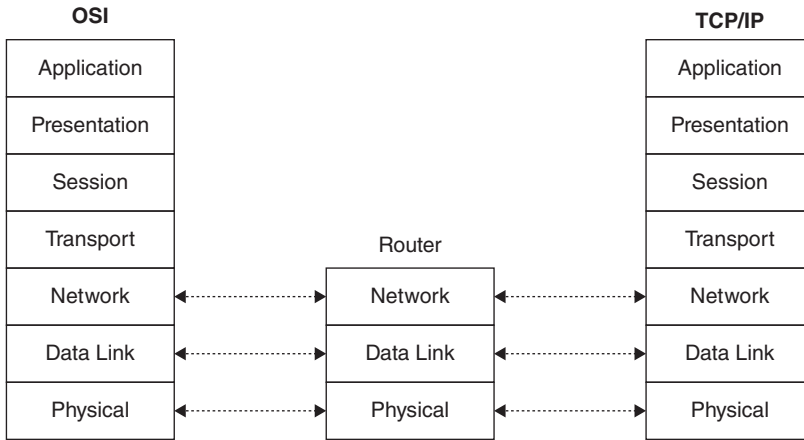 OSI
TCP/IP
Application
Application
Presentation
Presentation
Session
Session
Transport
Transport
Router
Network
Network
Network
Data Link
Data Link
Data Link
Physical
Physical
Physical